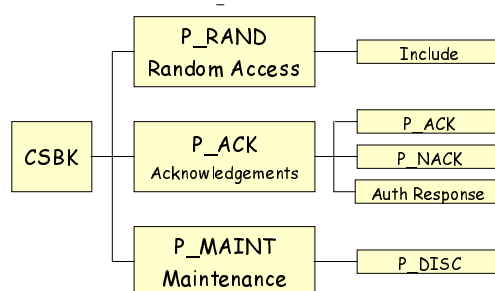 P_RAND
Random Access
Include
CSBK
P_ACK
Acknowledgements
P_ACK
P_NACK
Auth Response
P_MAINT
Maintenance
P_DISC